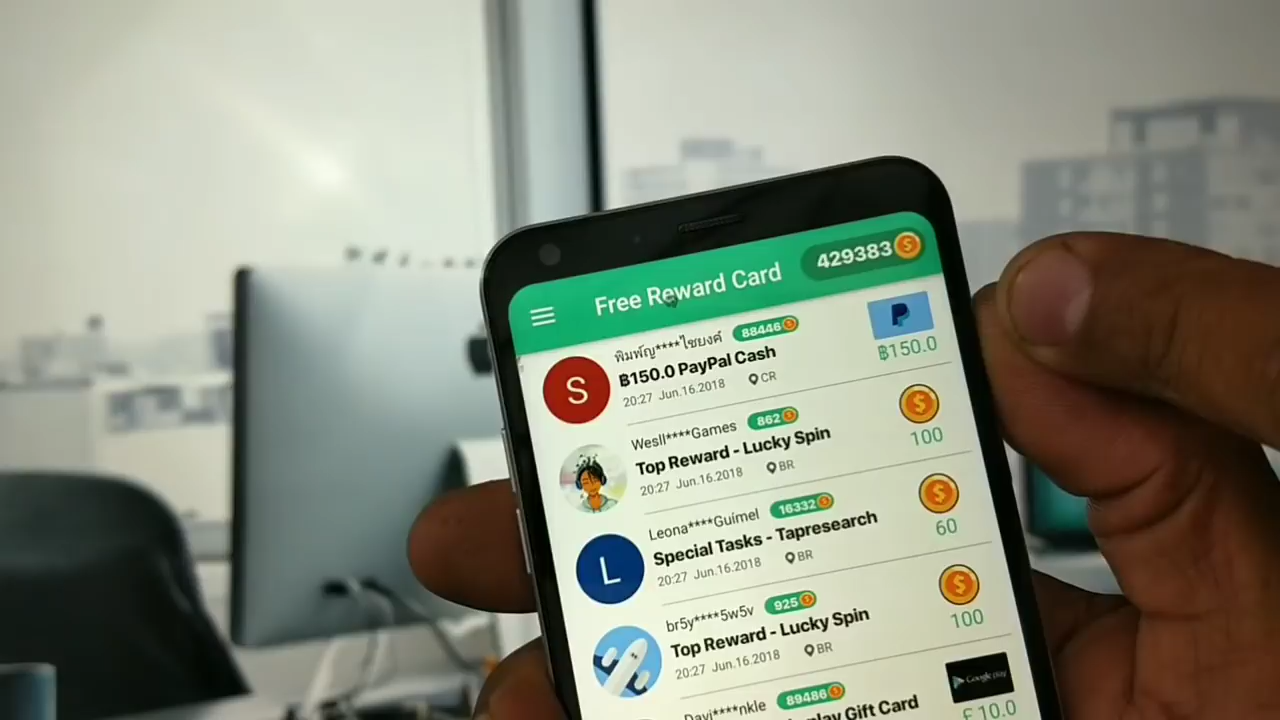 Free Reward Card
429383
พิมพัญ****ไชยงค์ 88446
฿150.0 PayPal Cash
฿150.0
20:27 Jun.16.2018 CR
S
Wesll****Games 862
Top Reward - Lucky Spin
100
20:27 Jun.16.2018 BR
Leona****Guimel 16332
Special Tasks - Tapresearch
60
20:27 Jun.16.2018 BR
L
br5y****5w5v 925
Top Reward - Lucky Spin
100
20:27 Jun.16.2018 BR
Davi****nkle 89486
Google play
play Gift Card
£10.0